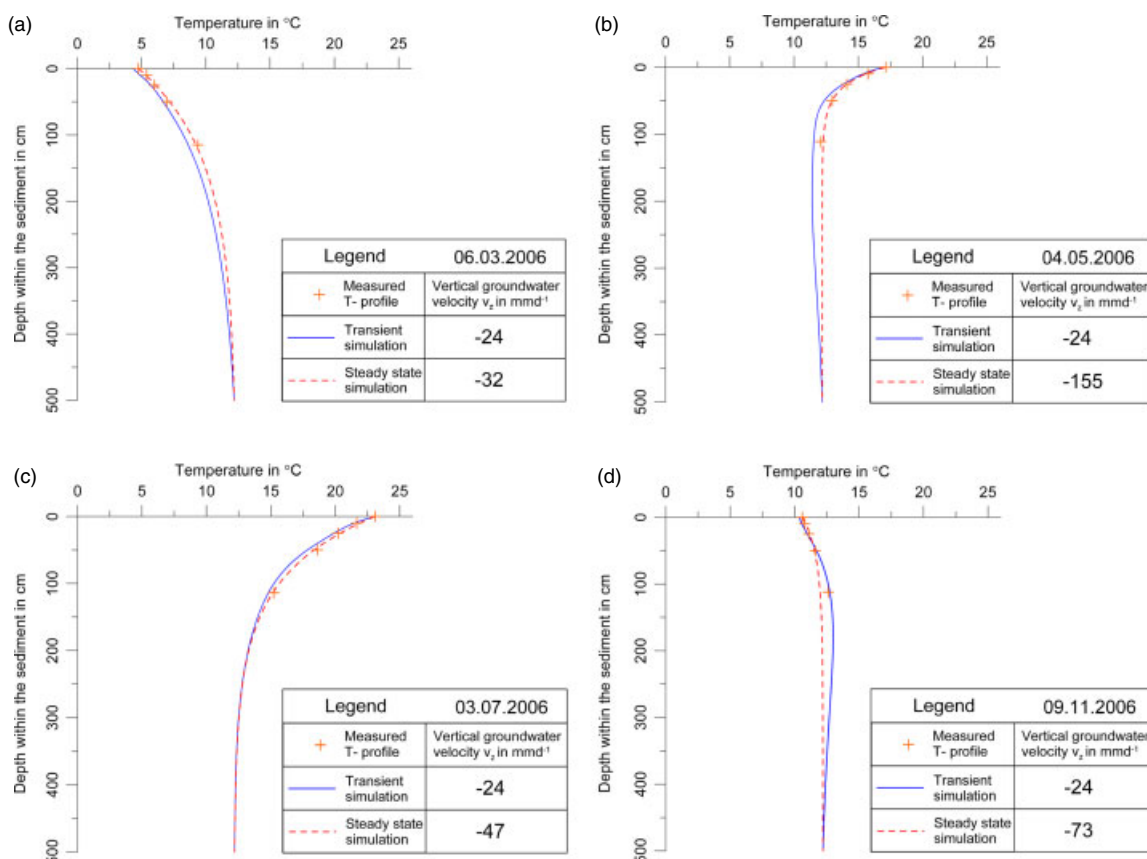 (a)
Temperature in °C
0 5 10 15 20 25
Depth within the sediment in cm
0
100
200
300
400
500
Legend 06.03.2006
Measured T- profile Vertical groundwater velocity vz in mmd-1
Transient simulation -24
Steady state simulation -32
(b)
Temperature in °C
0 5 10 15 20 25
Depth within the sediment in cm
0
100
200
300
400
500
Legend 04.05.2006
Measured T- profile Vertical groundwater velocity vz in mmd-1
Transient simulation -24
Steady state simulation -155
(c)
Temperature in °C
0 5 10 15 20 25
Depth within the sediment in cm
0
100
200
300
400
500
Legend 03.07.2006
Measured T- profile Vertical groundwater velocity vz in mmd-1
Transient simulation -24
Steady state simulation -47
(d)
Temperature in °C
0 5 10 15 20 25
Depth within the sediment in cm
0
100
200
300
400
500
Legend 09.11.2006
Measured T- profile Vertical groundwater velocity vz in mmd-1
Transient simulation -24
Steady state simulation -73